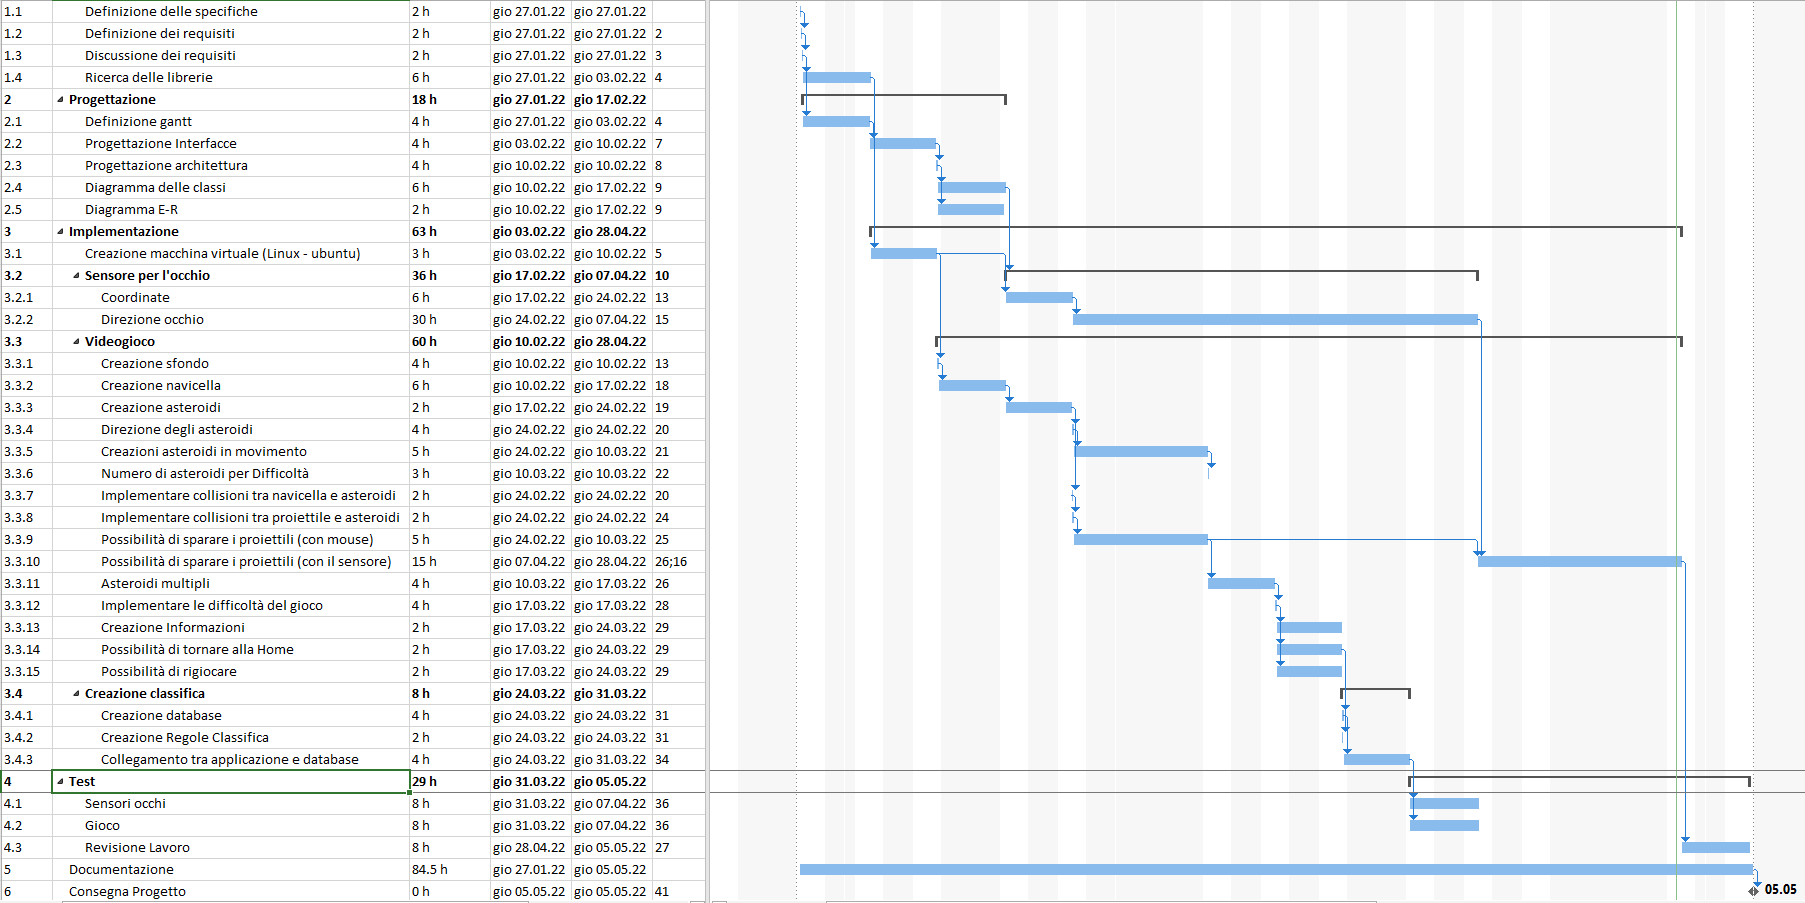 1.1 Definizione delle specifiche 2 h gio 27.01.22 gio 27.01.22
1.2 Definizione dei requisiti 2 h gio 27.01.22 gio 27.01.22 2
1.3 Discussione dei requisiti 2 h gio 27.01.22 gio 27.01.22 3
1.4 Ricerca delle librerie 6 h gio 27.01.22 gio 03.02.22 4
2 Progettazione 18 h gio 27.01.22 gio 17.02.22
2.1 Definizione gantt 4 h gio 27.01.22 gio 03.02.22 4
2.2 Progettazione Interfacce 4 h gio 03.02.22 gio 10.02.22 7
2.3 Progettazione architettura 4 h gio 10.02.22 gio 10.02.22 8
2.4 Diagramma delle classi 6 h gio 10.02.22 gio 17.02.22 9
2.5 Diagramma E-R 2 h gio 10.02.22 gio 17.02.22 9
3 Implementazione 63 h gio 03.02.22 gio 28.04.22
3.1 Creazione macchina virtuale (Linux - ubuntu) 3 h gio 03.02.22 gio 10.02.22 5
3.2 Sensore per l'occhio 36 h gio 17.02.22 gio 07.04.22 10
3.2.1 Coordinate 6 h gio 17.02.22 gio 24.02.22 13
3.2.2 Direzione occhio 30 h gio 24.02.22 gio 07.04.22 15
3.3 Videogioco 60 h gio 10.02.22 gio 28.04.22
3.3.1 Creazione sfondo 4 h gio 10.02.22 gio 10.02.22 13
3.3.2 Creazione navicella 6 h gio 10.02.22 gio 17.02.22 18
3.3.3 Creazione asteroidi 2 h gio 17.02.22 gio 24.02.22 19
3.3.4 Direzione degli asteroidi 4 h gio 24.02.22 gio 24.02.22 20
3.3.5 Creazioni asteroidi in movimento 5 h gio 24.02.22 gio 10.03.22 21
3.3.6 Numero di asteroidi per Difficoltà 3 h gio 10.03.22 gio 10.03.22 22
3.3.7 Implementare collisioni tra navicella e asteroidi 2 h gio 24.02.22 gio 24.02.22 20
3.3.8 Implementare collisioni tra proiettile e asteroidi 2 h gio 24.02.22 gio 24.02.22 24
3.3.9 Possibilità di sparare i proiettili (con mouse) 5 h gio 24.02.22 gio 10.03.22 25
3.3.10 Possibilità di sparare i proiettili (con il sensore) 15 h gio 07.04.22 gio 28.04.22 26;16
3.3.11 Asteroidi multipli 4 h gio 10.03.22 gio 17.03.22 26
3.3.12 Implementare le difficoltà del gioco 4 h gio 17.03.22 gio 17.03.22 28
3.3.13 Creazione Informazioni 2 h gio 17.03.22 gio 24.03.22 29
3.3.14 Possibilità di tornare alla Home 2 h gio 17.03.22 gio 24.03.22 29
3.3.15 Possibilità di rigiocare 2 h gio 17.03.22 gio 24.03.22 29
3.4 Creazione classifica 8 h gio 24.03.22 gio 31.03.22
3.4.1 Creazione database 4 h gio 24.03.22 gio 24.03.22 31
3.4.2 Creazione Regole Classifica 2 h gio 24.03.22 gio 24.03.22 31
3.4.3 Collegamento tra applicazione e database 4 h gio 24.03.22 gio 31.03.22 34
4 Test 29 h gio 31.03.22 gio 05.05.22
4.1 Sensori occhi 8 h gio 31.03.22 gio 07.04.22 36
4.2 Gioco 8 h gio 31.03.22 gio 07.04.22 36
4.3 Revisione Lavoro 8 h gio 28.04.22 gio 05.05.22 27
5 Documentazione 84.5 h gio 27.01.22 gio 05.05.22
6 Consegna Progetto 0 h gio 05.05.22 gio 05.05.22 41 05.05